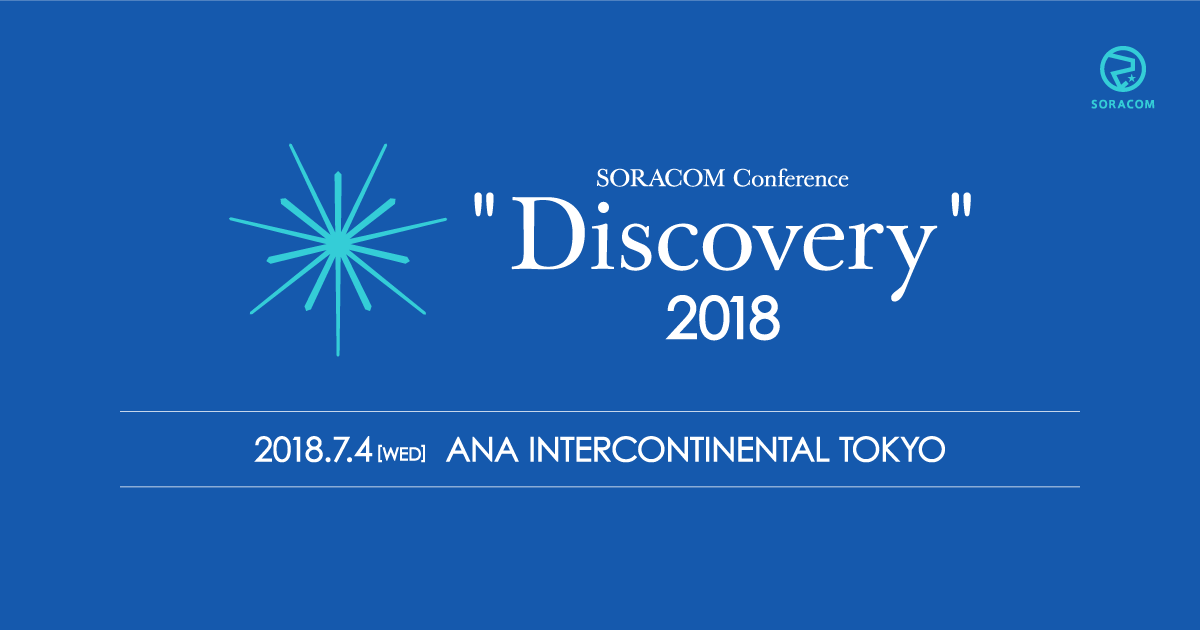 SORACOM
SORACOM Conference
"Discovery"
2018
2018.7.4 [WED] ANA INTERCONTINENTAL TOKYO